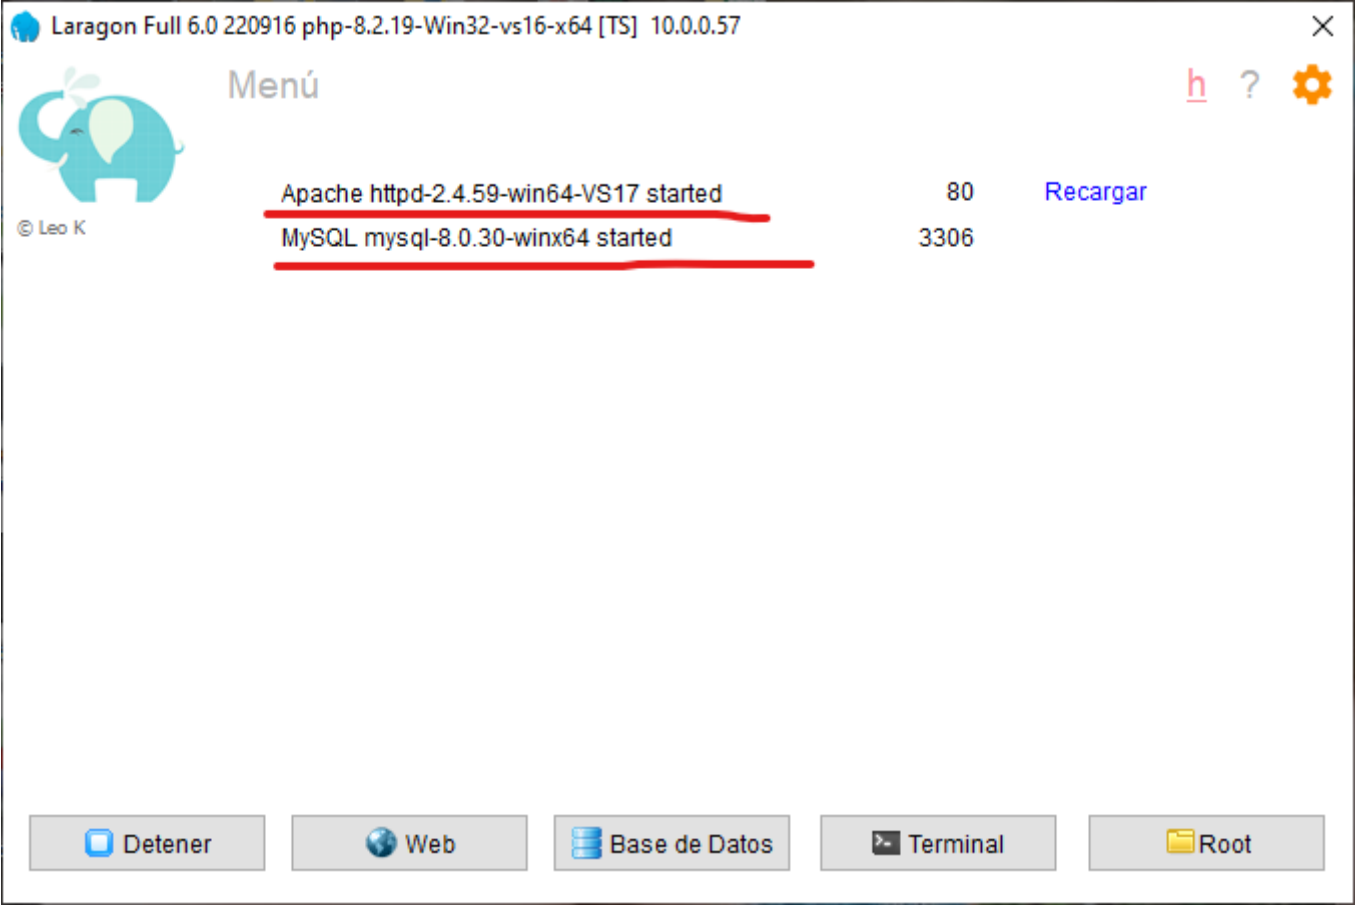 Laragon Full 6.0 220916 php-8.2.19-Win32-vs16-x64 [TS] 10.0.0.57
Menú
h ?
Apache httpd-2.4.59-win64-VS17 started 80 Recargar
© Leo K
MySQL mysql-8.0.30-winx64 started 3306
Detener Web Base de Datos Terminal Root